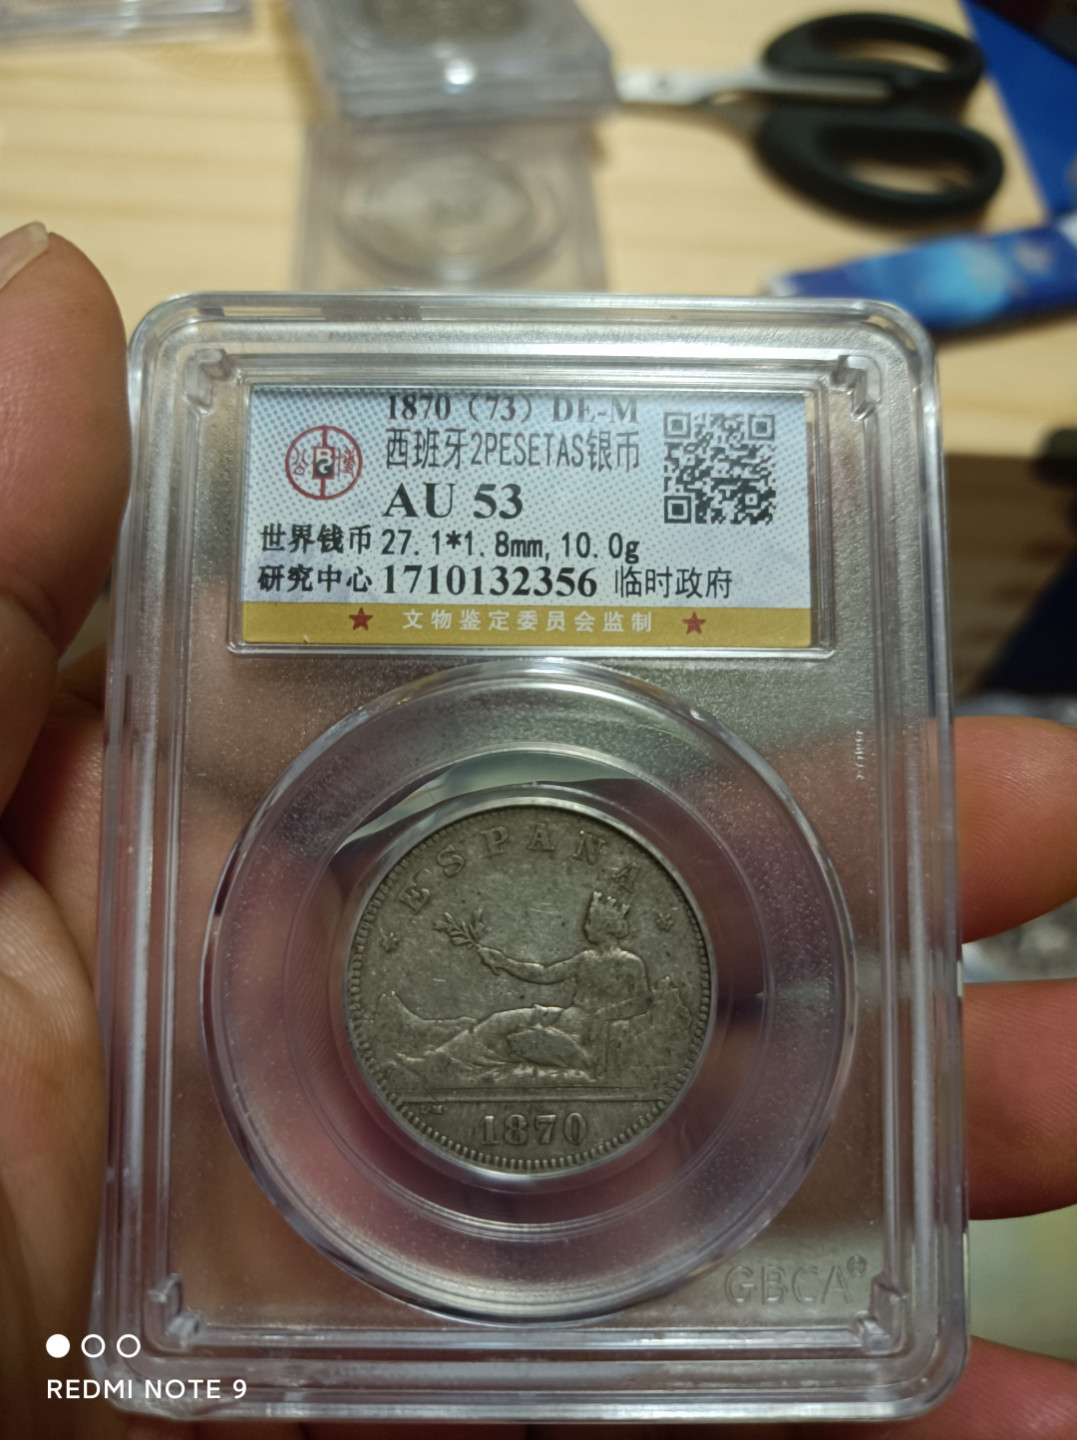 1870（73）DE-M
西班牙2PESETAS银币
AU 53
世界钱币 27.1*1.8mm,10.0g
研究中心 1710132356 临时政府
★ 文物鉴定委员会监制 ★
ESPAÑA
1870
GBCA®
REDMI NOTE 9